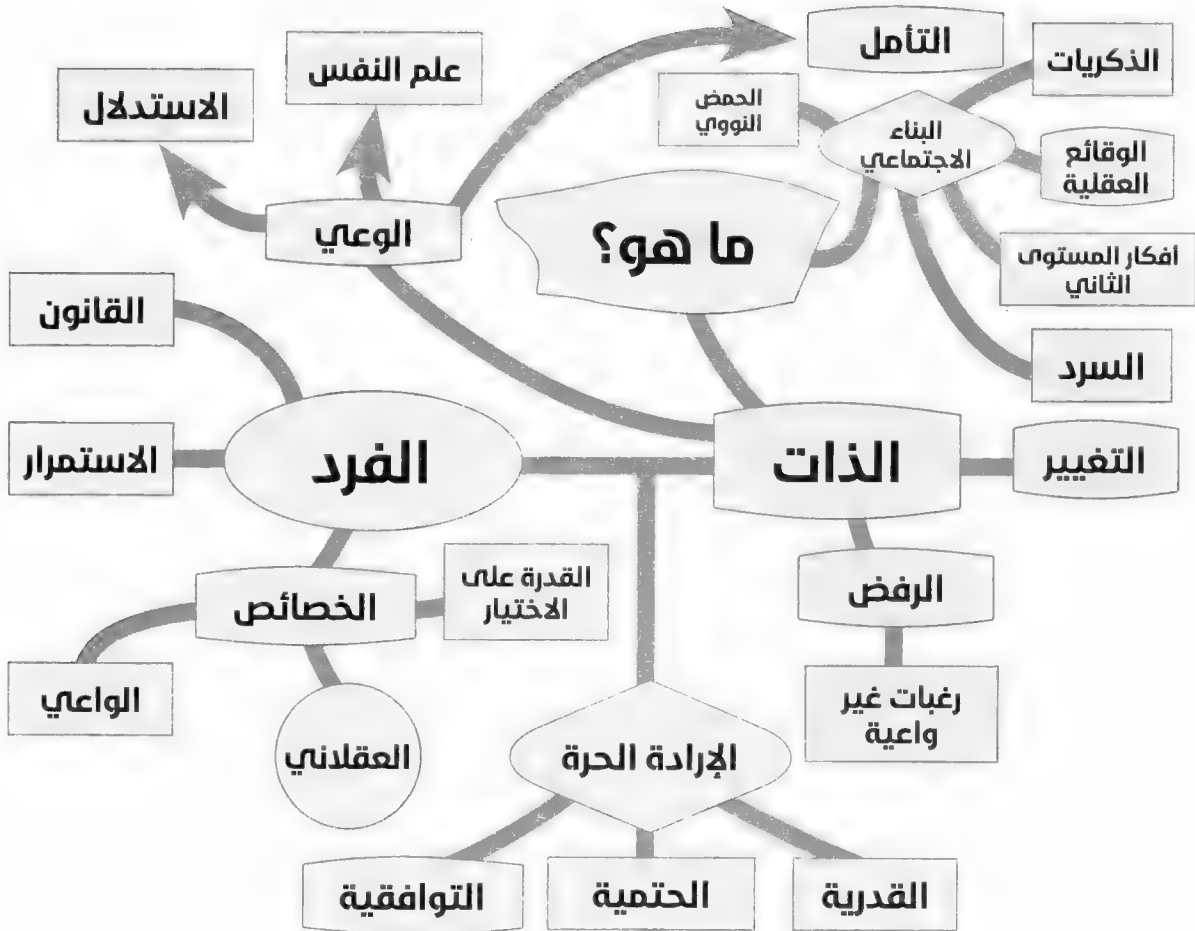 التأمل
الذكريات
علم النفس
الاستدلال
الحمض
النووي
البناء
الاجتماعي
الوقائع
العقلية
الوعي
ما هو؟
أفكار المستوى
الثاني
القانون
السرد
الفرد
الذات
التغيير
الاستمرار
الرفض
القدرة على
الاختيار
الخصائص
الواعي
رغبات غير
واعية
العقلاني
الإرادة الحرة
القدرية
الحتمية
التوافقية